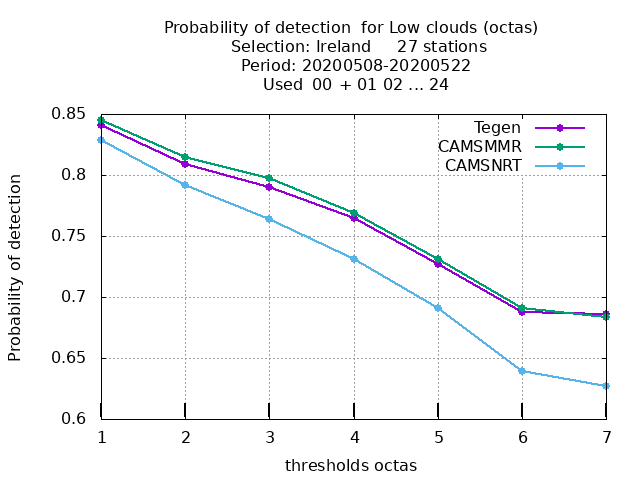 Probability of detection  for Low clouds (octas)
Selection: Ireland     27 stations
Period: 20200508-20200522
Used  00  + 01 02 ... 24
Probability of detection
0.85
0.8
0.75
0.7
0.65
0.6
Tegen
CAMSMMR
CAMSNRT
1 2 3 4 5 6 7
thresholds octas